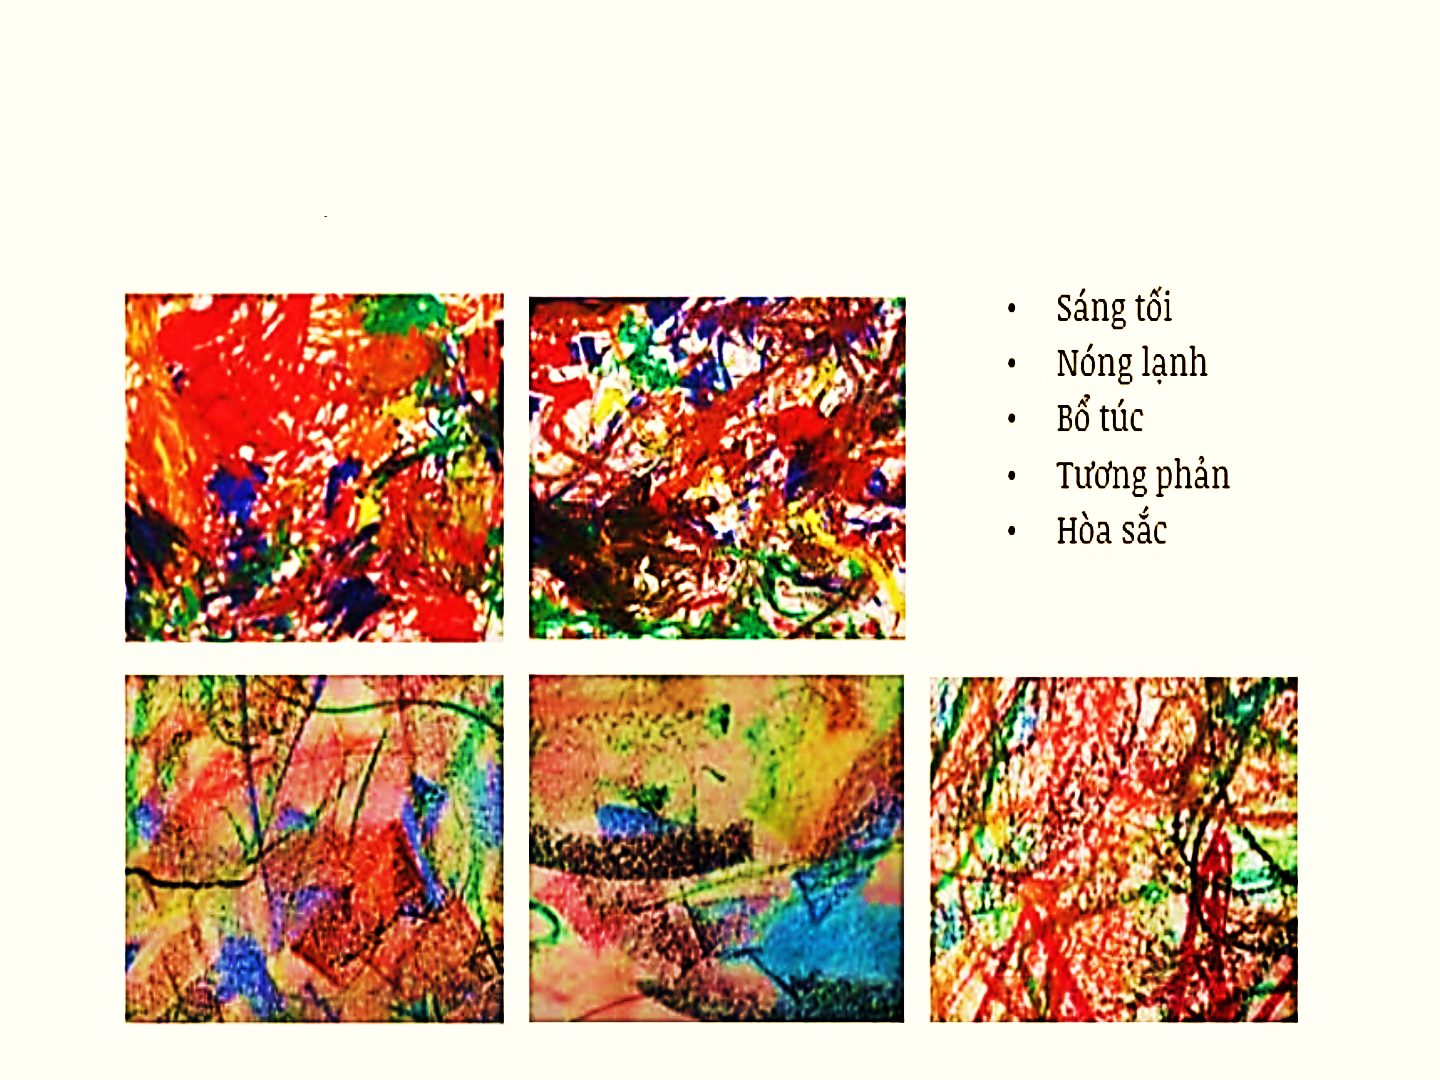 • Sáng tối
• Nóng lạnh
• Bổ túc
• Tương phản
• Hòa sắc